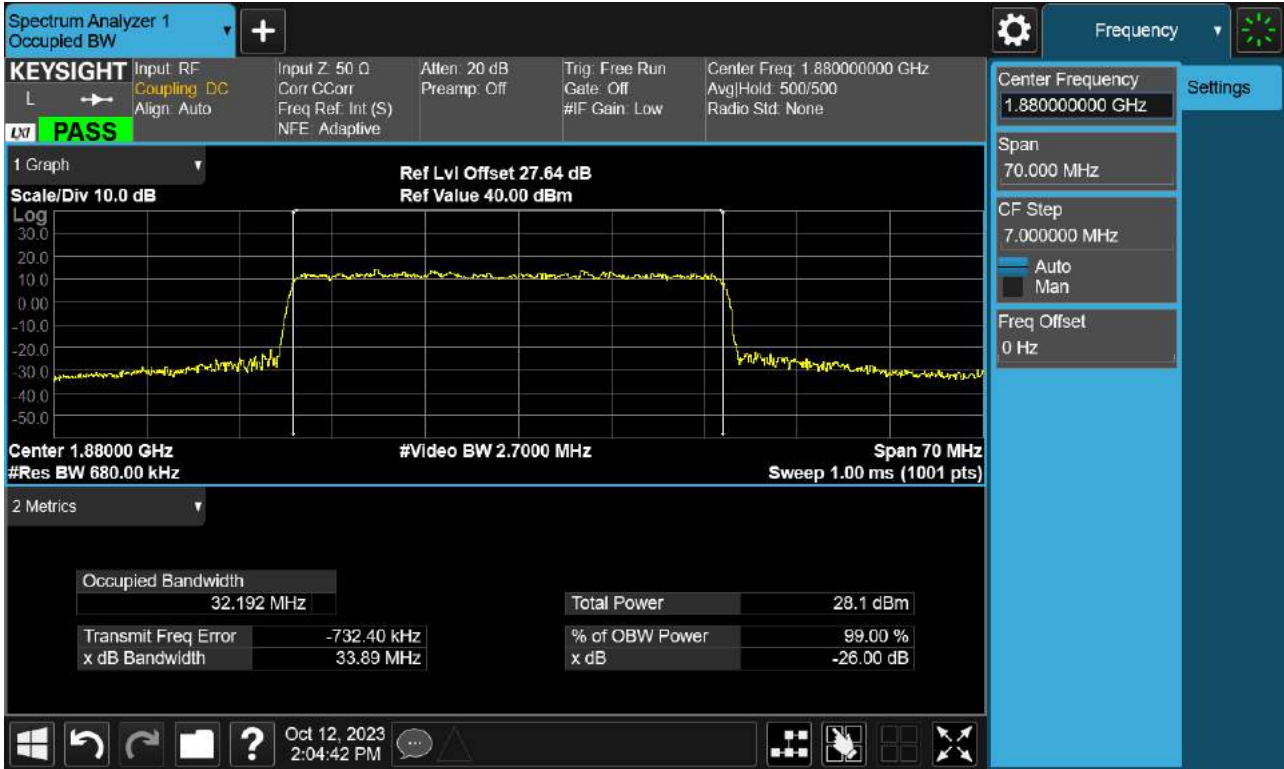 Spectrum Analyzer 1
Occupied BW
Frequency
KEYSIGHT
L
LXI
PASS
Input: RF
Coupling: DC
Align: Auto
Input Z: 50 Ω
Corr CCorr
Freq Ref: Int (S)
NFE: Adaptive
Atten: 20 dB
Preamp: Off
Trig: Free Run
Gate: Off
#IF Gain: Low
Center Freq: 1.880000000 GHz
Avg|Hold: 500/500
Radio Std: None
Center Frequency
1.880000000 GHz
Settings
Span
70.000 MHz
CF Step
7.000000 MHz
Auto
Man
Freq Offset
0 Hz
1 Graph
Scale/Div 10.0 dB
Ref Lvl Offset 27.64 dB
Ref Value 40.00 dBm
Log
30.0
20.0
10.0
0.00
-10.0
-20.0
-30.0
-40.0
-50.0
Center 1.88000 GHz
#Res BW 680.00 kHz
#Video BW 2.7000 MHz
Span 70 MHz
Sweep 1.00 ms (1001 pts)
2 Metrics
Occupied Bandwidth
32.192 MHz
Transmit Freq Error -732.40 kHz
x dB Bandwidth 33.89 MHz
Total Power 28.1 dBm
% of OBW Power 99.00 %
x dB -26.00 dB
?
Oct 12, 2023
2:04:42 PM